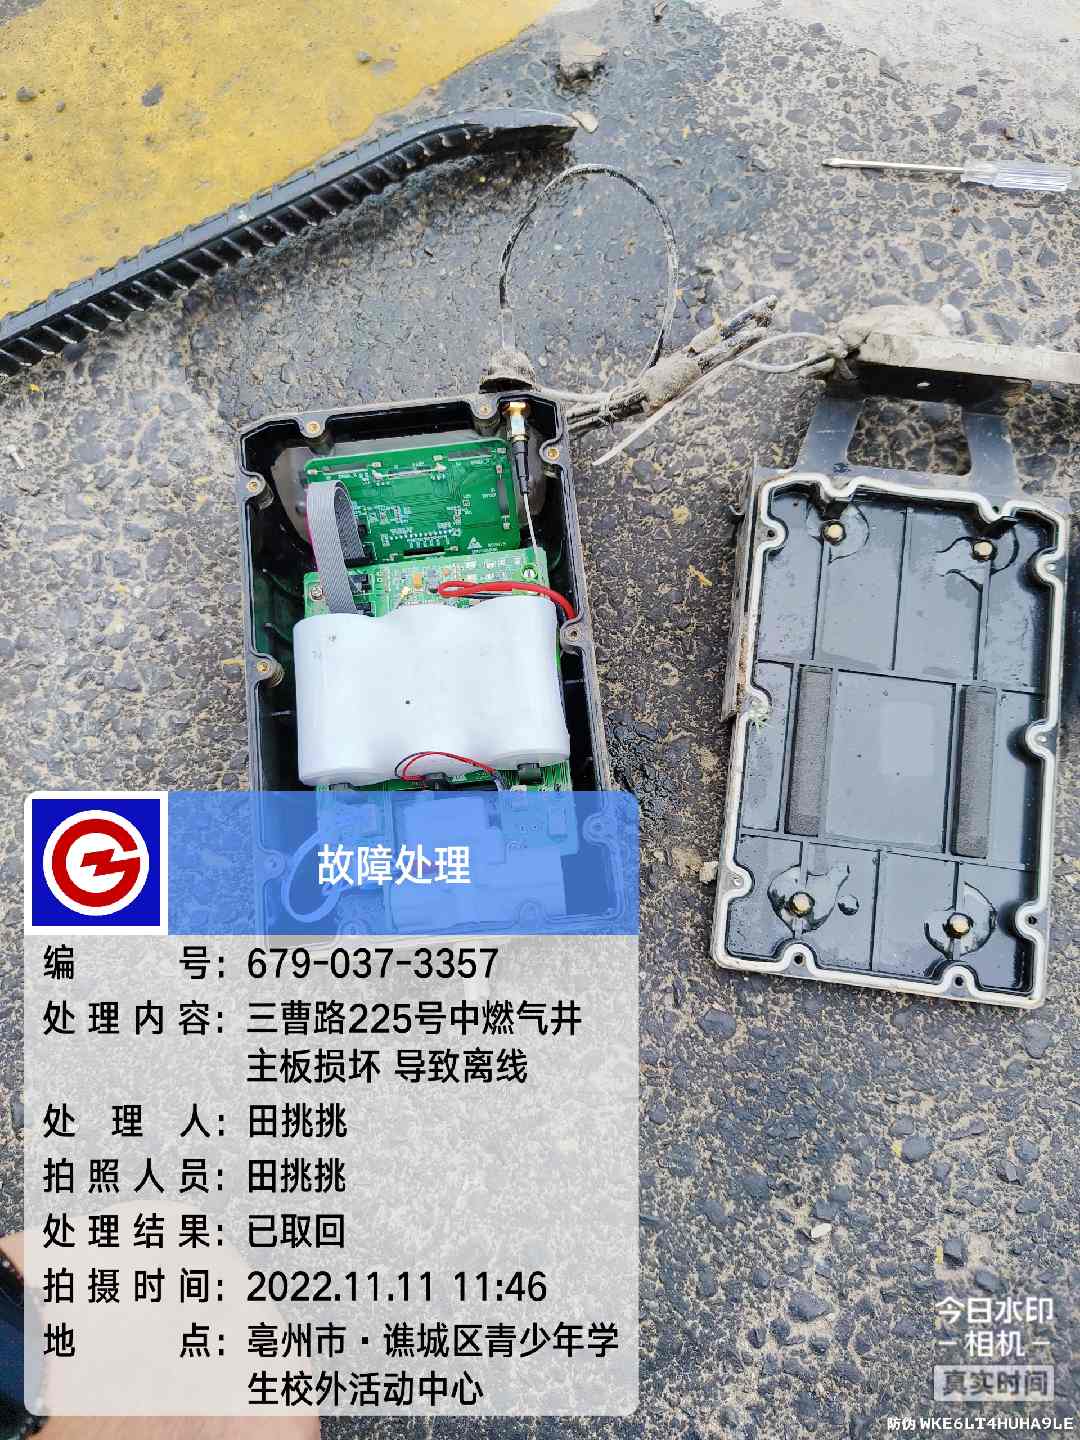 故障处理
编号：679-037-3357
处理内容：三曹路225号中燃气井
主板损坏 导致离线
处理人：田挑挑
拍照人员：田挑挑
处理结果：已取回
拍摄时间：2022.11.11 11:46
地点：亳州市·谯城区青少年学
生校外活动中心
今日水印
相机
真实时间
防伪 WKE6LT4HUHA9LE